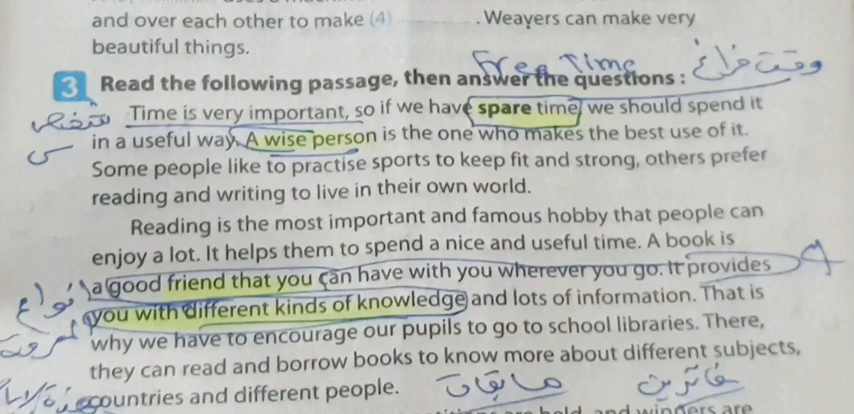 and over each other to make (4) .............. . Weavers can make very
beautiful things.
Free Time وقت فراغ
3 Read the following passage, then answer the questions :
Time is very important, so if we have spare time, we should spend it
in a useful way. A wise person is the one who makes the best use of it.
Some people like to practise sports to keep fit and strong, others prefer
reading and writing to live in their own world.
Reading is the most important and famous hobby that people can
enjoy a lot. It helps them to spend a nice and useful time. A book is
a good friend that you can have with you wherever you go. It provides
أنواع you with different kinds of knowledge and lots of information. That is
why we have to encourage our pupils to go to school libraries. There,
they can read and borrow books to know more about different subjects,
countries and different people.
and winners are